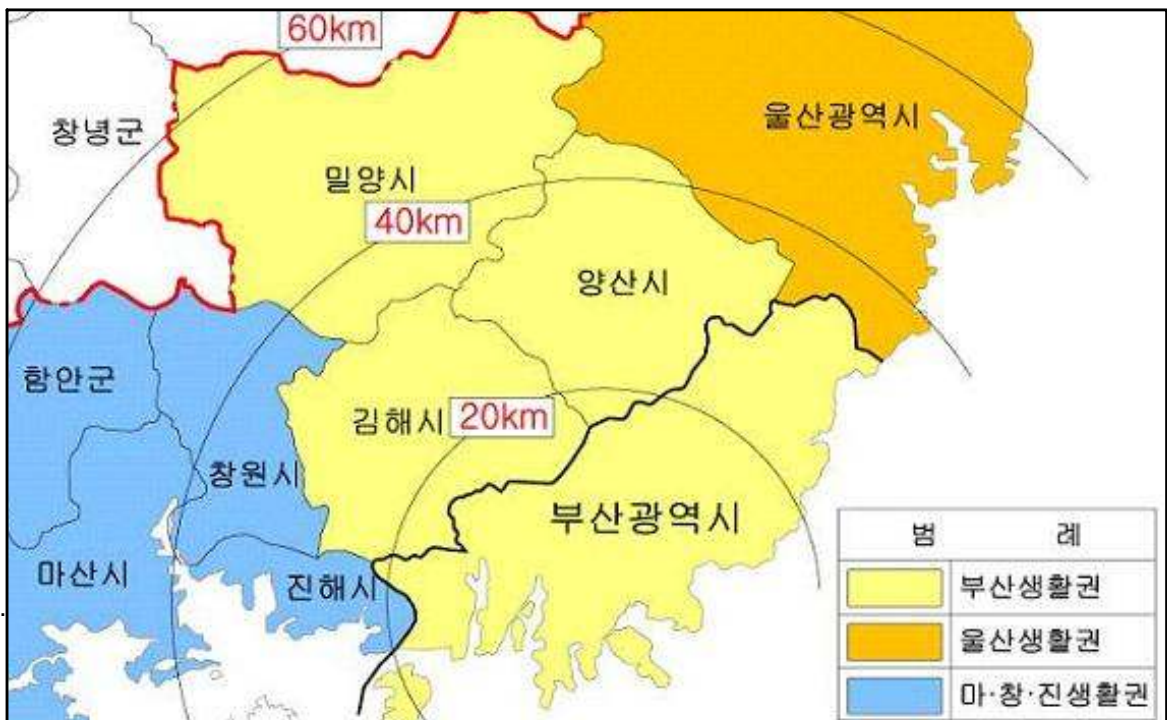 60km
울산광역시
창녕군
밀양시
40km
양산시
함안군
김해시
20km
창원시
부산광역시
마산시
진해시
범 례
부산생활권
울산생활권
마·창·진생활권